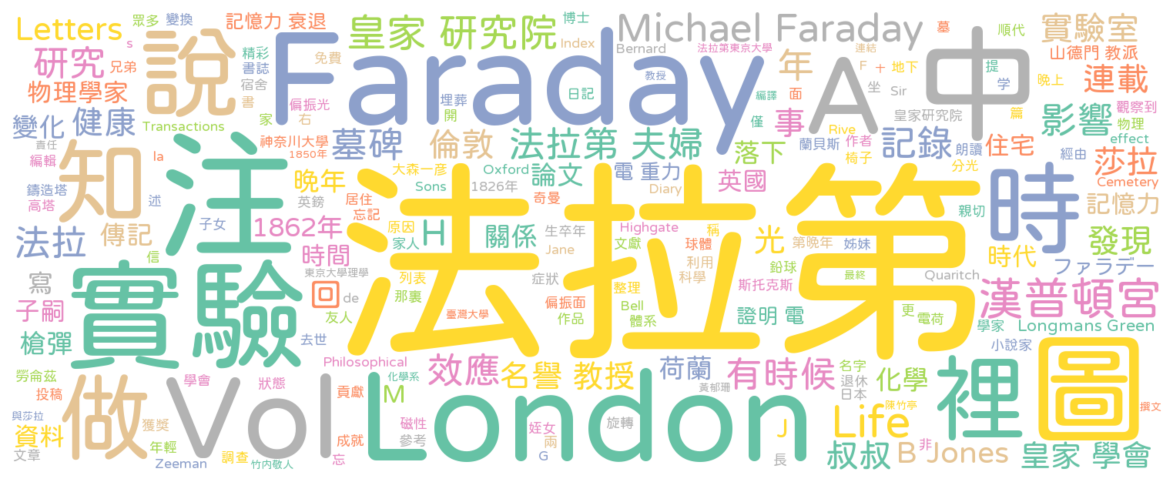 Letters
眾多
變換
記憶力 衰退
皇家 研究院
博士
Michael Faraday
墓
順代
實驗室
s
精彩
免費
Index
Bernard
法拉第東京大學
連結
提
山德門 教派
研究
兄弟
書誌
說
Faraday
教授
F
十
地下
A
中
学
晚上
連載
物理學家
宿舍
書
偏振光
埋葬
日記
編譯
年
坐
Sir
家
右
開
僅
面
皇家研究院
篇
觀察到
變化
健康
Transactions
神奈川大學
1850年
墓碑
倫敦
法拉第 夫婦
落下
事
Rive
作者
蘭貝斯
記錄
朗讀
住宅
影響
物理
effect
責任
編輯
la
知
注
晚年
大森一彦
Oxford
論文
電 重力
英國
椅子
分光
經由
莎拉
鑄造塔
高塔
述
英鎊
居住
Sons
1826年
奇曼
Diary
Cemetery
記憶力
法拉
傳記
子女
1862年
忘記
生卒年
Highgate
稱
親切
時
信
時間
原因
家人
H
關係
Jane
文獻
球體
光
第晚年
姊妹
時代
發現
寫
實驗
回
東京大學理學
de
列表
那裏
症狀
利用
科學
鉛球
Quaritch
ファラデー
子嗣
友人
臺灣大學
法拉第
偏振面
作品
整理
Bell
體系
斯托克斯
最終
更
電荷
漢普頓宮
槍彈
去世
證明 電
學家
Longmans Green
小說家
Philosophical
勞侖茲
投稿
做
學會
狀態
化學系
效應
名譽 教授
荷蘭
有時候
名字
退休
日本
化學
裡
圖
與莎拉
獲獎
Vol
貢獻
M
London
黃郁珊
陳竹亭
撰文
資料
年輕
成就
磁性
參考
姪女
兩
旋轉
J
Life
文章
Zeeman
調查
竹內敬人
忘
G
長
叔叔
B
非
Jones
皇家 學會